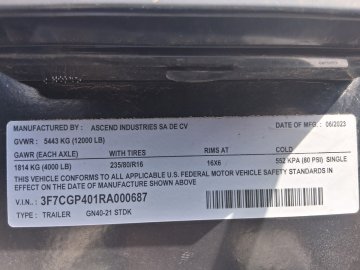 MANUFACTURED BY: ASCEND INDUSTRIES SA DE CV DATE OF MFG.: 06/2023
GVWR: 5443 KG (12000 LB)
GAWR (EACH AXLE) WITH TIRES RIMS AT COLD
1814 KG (4000 LB) 235/80/R16 16X6 552 KPA (80 PSI) SINGLE
THIS VEHICLE CONFORMS TO ALL APPLICABLE U.S. FEDERAL MOTOR VEHICLE SAFETY STANDARDS
IN EFFECT ON THE DATE OF MANUFACTURE SHOWN ABOVE
V.I.N.: 3F7CGP401RA000687
TYPE: TRAILER GN40-21 STDK